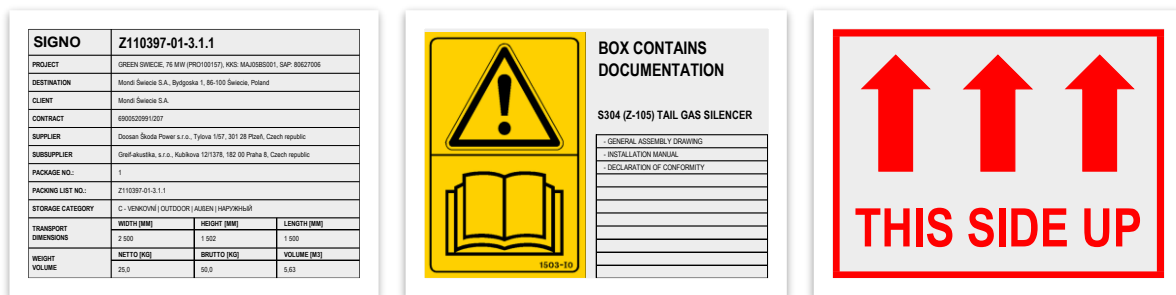 SIGNO Z110397-01-3.1.1
PROJECT GREEN SWIECIE, 76 MW (PRO100157), KKS: MAJ05BS001, SAP: 80627006
DESTINATION Mondi Świecie S.A., Bydgoska 1, 86-100 Świecie, Poland
CLIENT Mondi Świecie S.A.
CONTRACT 6900520991/207
SUPPLIER Doosan Škoda Power s.r.o., Tylova 1/57, 301 28 Plzeň, Czech republic
SUBSUPPLIER Greif-akustika, s.r.o., Kubíkova 12/1378, 182 00 Praha 8, Czech republic
PACKAGE NO.: 1
PACKING LIST NO.: Z110397-01-3.1.1
STORAGE CATEGORY C - VENKOVNÍ | OUTDOOR | AUßEN | НАРУЖНЫЙ
TRANSPORT DIMENSIONS WIDTH [MM] HEIGHT [MM] LENGTH [MM]
2 500 1 502 1 500
WEIGHT VOLUME NETTO [KG] BRUTTO [KG] VOLUME [M3]
25,0 50,0 5,63
1503-10
BOX CONTAINS
DOCUMENTATION
S304 (Z-105) TAIL GAS SILENCER
- GENERAL ASSEMBLY DRAWING
- INSTALLATION MANUAL
- DECLARATION OF CONFORMITY
THIS SIDE UP